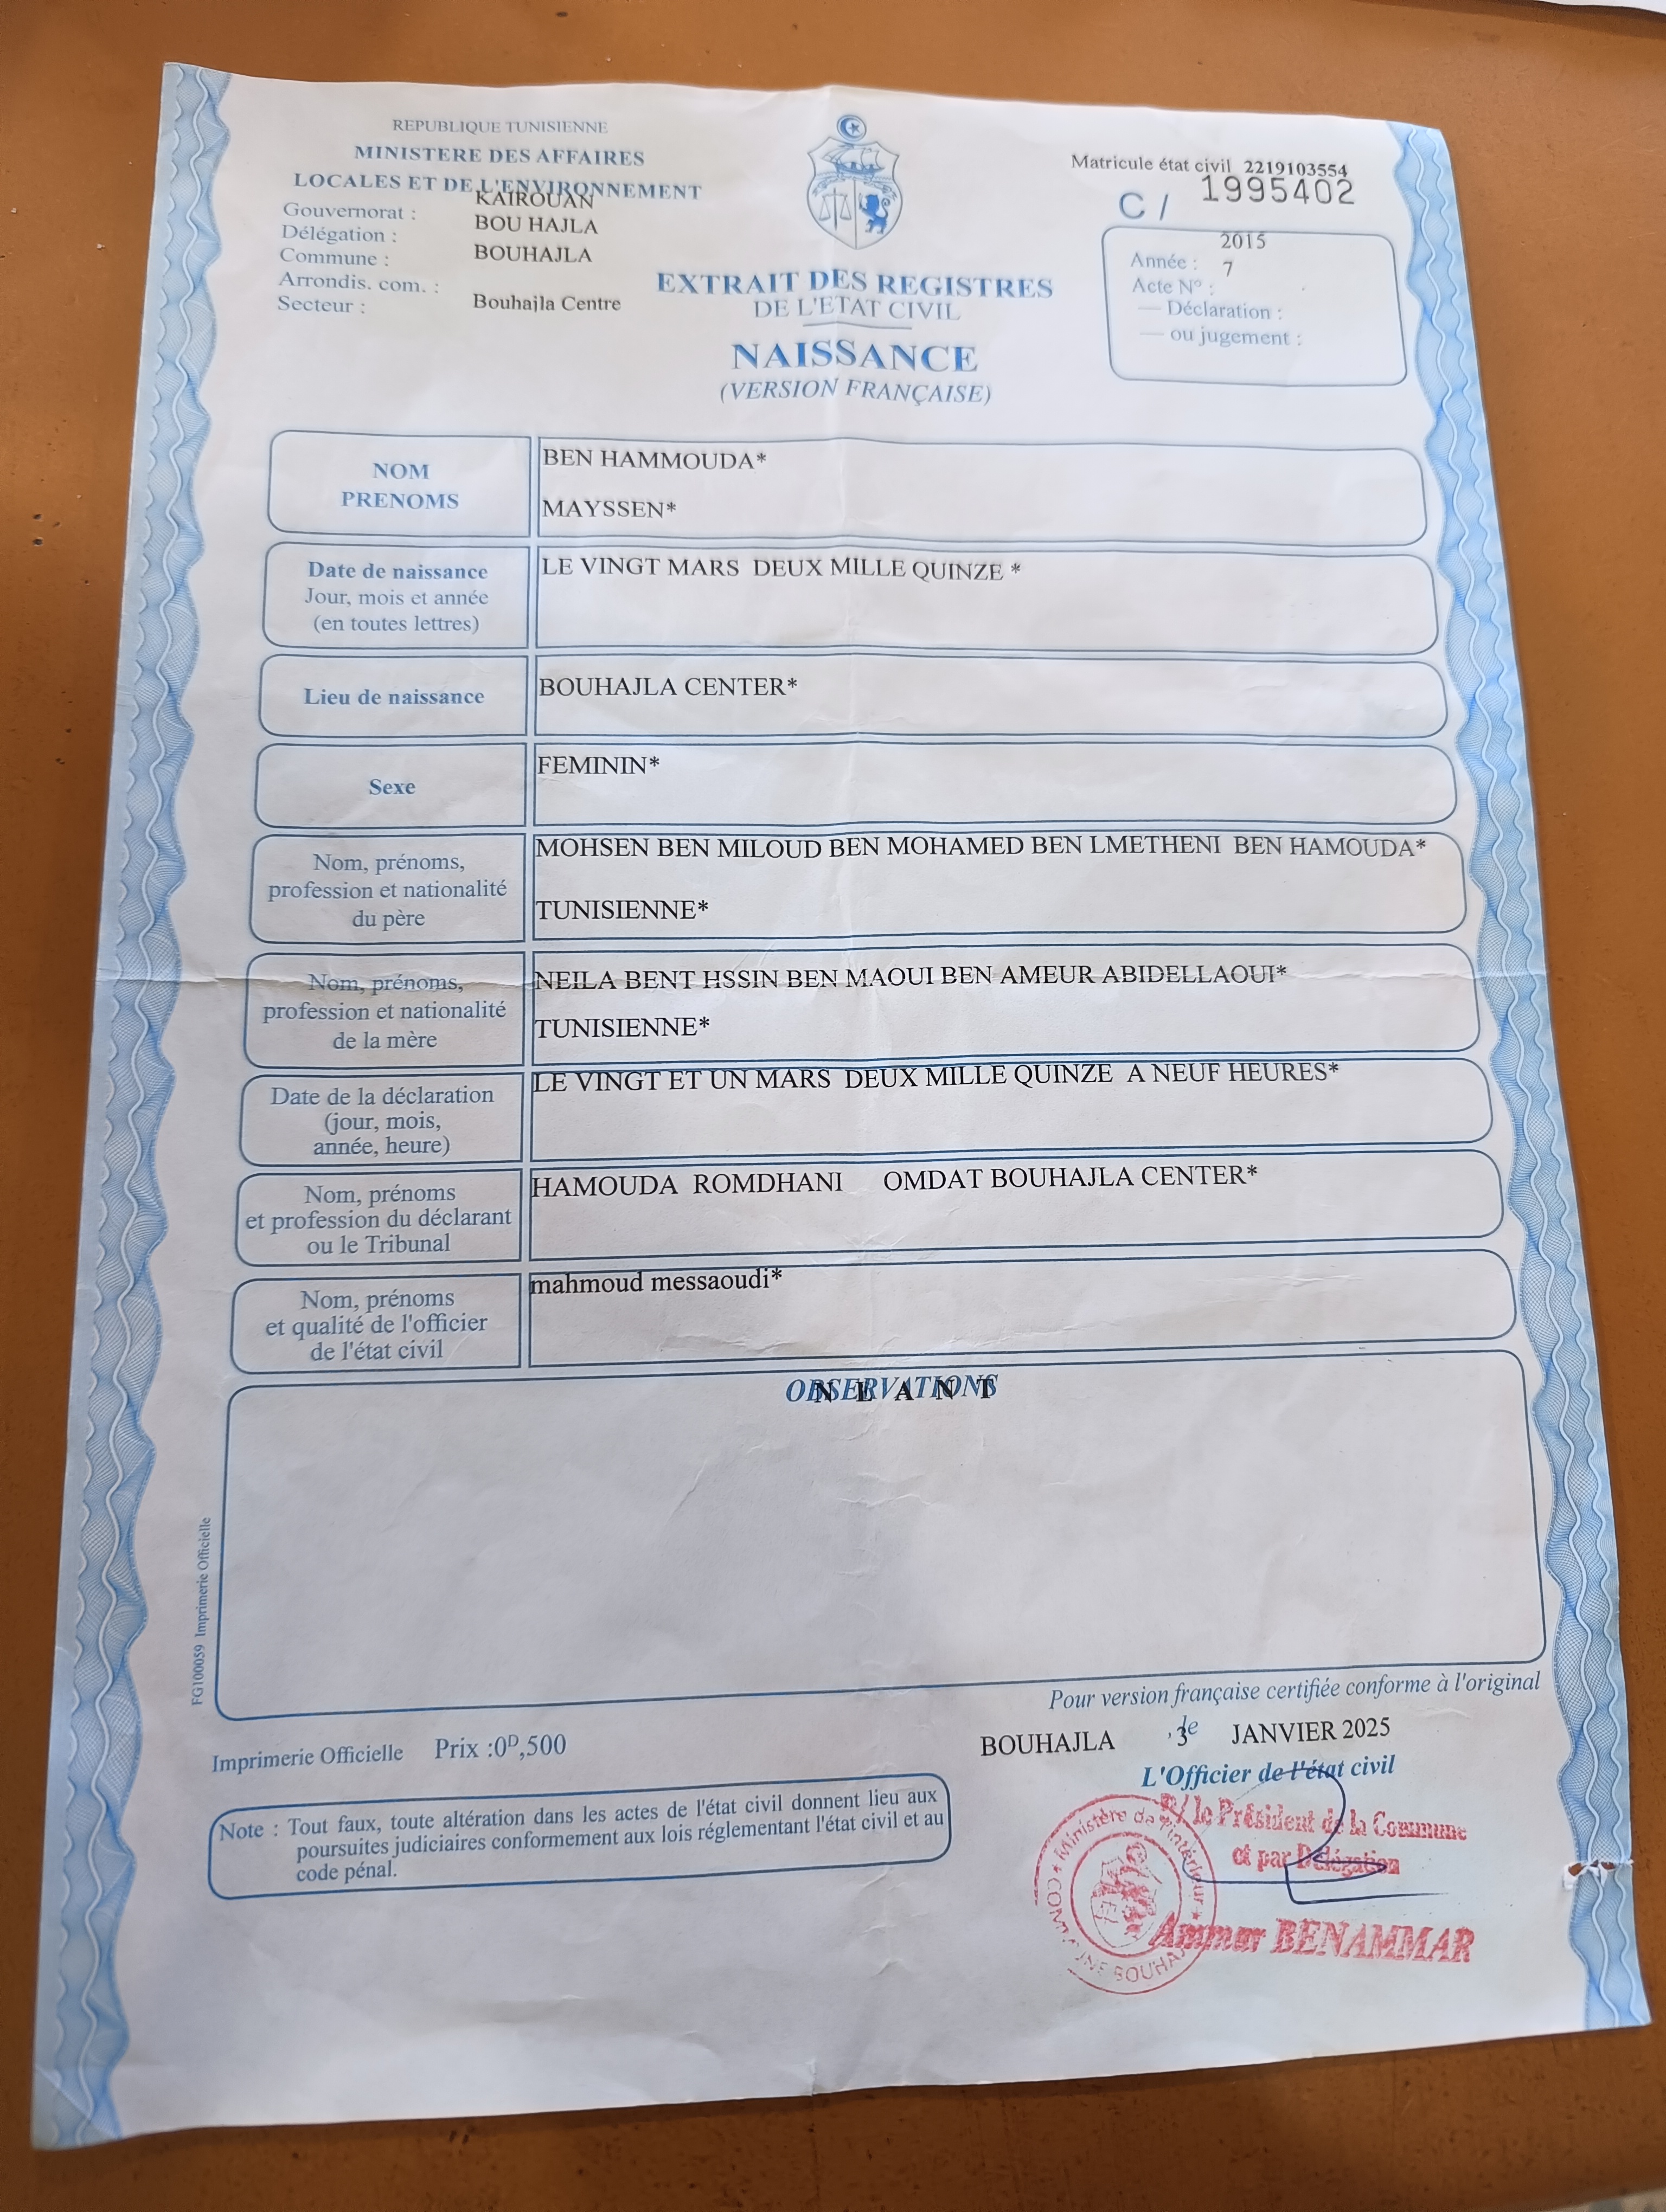 REPUBLIQUE TUNISIENNE
MINISTERE DES AFFAIRES
LOCALES ET DE L'ENVIRONNEMENT
Gouvernorat : KAIROUAN
Délégation : BOU HAJLA
Commune : BOUHAJLA
Arrondis. com. :
Secteur : Bouhajla Centre
Matricule état civil 2219103554
C / 1995402
Année : 2015
Acte N° : 7
— Déclaration :
— ou jugement :
EXTRAIT DES REGISTRES
DE L'ETAT CIVIL
NAISSANCE
(VERSION FRANÇAISE)
NOM BEN HAMMOUDA*
PRENOMS MAYSSEN*
Date de naissance
Jour, mois et année
(en toutes lettres)
LE VINGT MARS DEUX MILLE QUINZE *
Lieu de naissance
BOUHAJLA CENTER*
Sexe
FEMININ*
Nom, prénoms,
profession et nationalité
du père
MOHSEN BEN MILOUD BEN MOHAMED BEN LMETHENI BEN HAMOUDA*
TUNISIENNE*
Nom, prénoms,
profession et nationalité
de la mère
NEILA BENT HSSIN BEN MAOUI BEN AMEUR ABIDELLAOUI*
TUNISIENNE*
Date de la déclaration
(jour, mois,
année, heure)
LE VINGT ET UN MARS DEUX MILLE QUINZE A NEUF HEURES*
Nom, prénoms
et profession du déclarant
ou le Tribunal
HAMOUDA ROMDHANI OMDAT BOUHAJLA CENTER*
Nom, prénoms
et qualité de l'officier
de l'état civil
mahmoud messaoudi*
OBSERVATIONS
N E A N T
FG100059 Imprimerie Officielle
Pour version française certifiée conforme à l'original
BOUHAJLA , le 3 JANVIER 2025
L'Officier de l'état civil
Imprimerie Officielle Prix :0D,500
Note : Tout faux, toute altération dans les actes de l'état civil donnent lieu aux
poursuites judiciaires conformement aux lois réglementant l'état civil et au
code pénal.
P/ le Président de la Commune
et par Délégation
Ammar BENAMMAR
Ministère de l'intérieur
COMMUNE BOUHAJLA